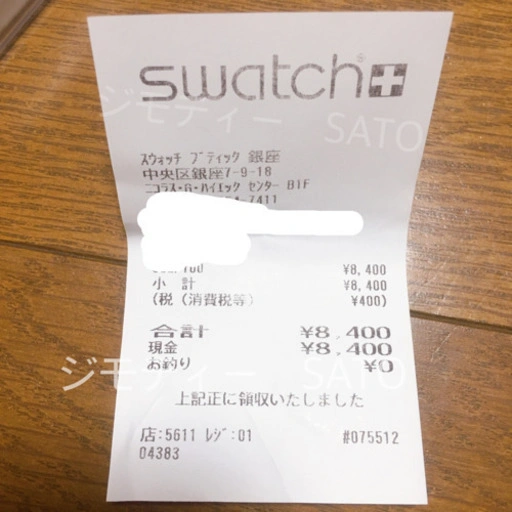 swatch
ジモティー SATO
スウォッチ ブティック 銀座
中央区銀座7-9-18
ニコラス・G・ハイエック センター B1F
-7411
¥8,400
小 計 ¥8,400
(税 (消費税等) ¥400)
合計 ¥8,400
現金 ¥8,400
お釣り ¥0
ジモティー SATO
上記正に領収いたしました
店:5611 レジ:01 #075512
04383